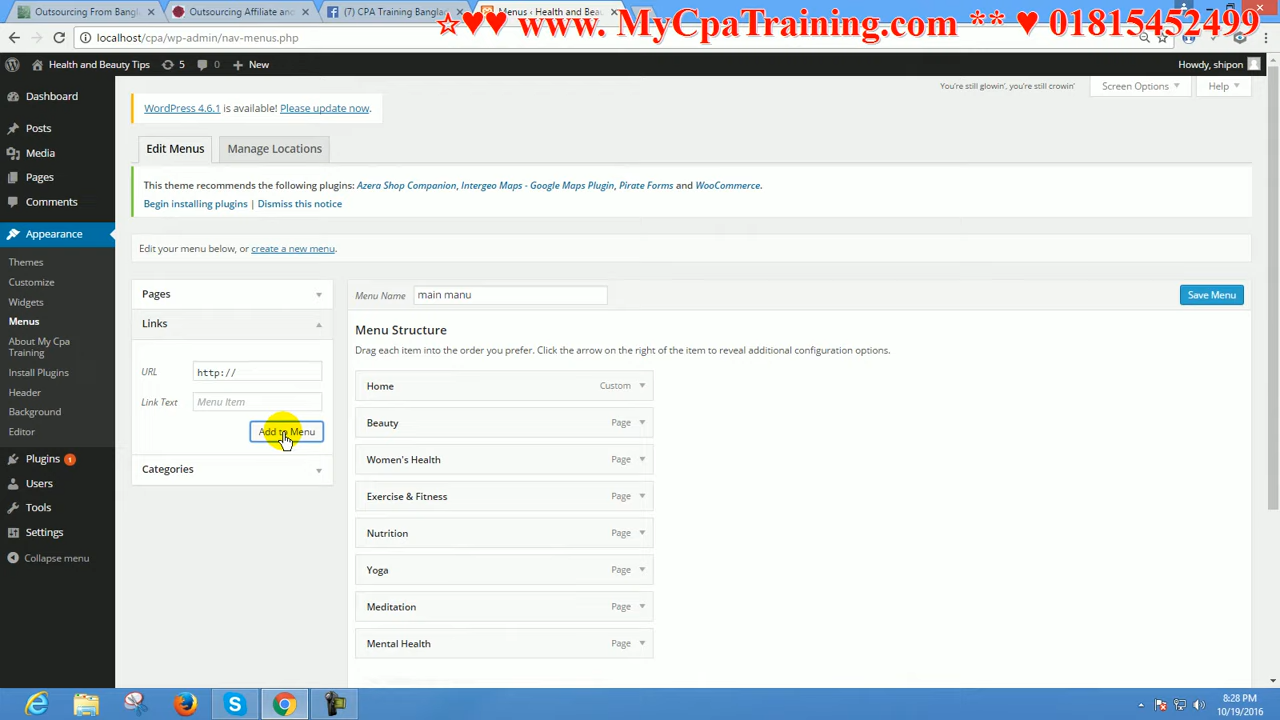 Outsourcing From Bangl
Outsourcing Affiliate and
(7) CPA Training Banglad
Menus ‹ Health and Bea
☆♥♥ www. MyCpaTraining.com ** ♥ 01815452499
localhost/cpa/wp-admin/nav-menus.php
Health and Beauty Tips
5
0
New
Howdy, shipon
You're still glowin', you're still crowin'
Screen Options
Help
WordPress 4.6.1 is available! Please update now.
Edit Menus
Manage Locations
This theme recommends the following plugins: Azera Shop Companion, Intergeo Maps - Google Maps Plugin, Pirate Forms and WooCommerce.
Begin installing plugins | Dismiss this notice
Edit your menu below, or create a new menu.
Dashboard
Posts
Media
Pages
Comments
Appearance
Themes
Customize
Widgets
Menus
About My Cpa
Training
Install Plugins
Header
Background
Editor
Plugins 1
Users
Tools
Settings
Collapse menu
Pages
Links
URL
http://
Link Text
Menu Item
Add to Menu
Categories
Menu Name
main manu
Save Menu
Menu Structure
Drag each item into the order you prefer. Click the arrow on the right of the item to reveal additional configuration options.
Home Custom
Beauty Page
Women's Health Page
Exercise & Fitness Page
Nutrition Page
Yoga Page
Meditation Page
Mental Health Page
8:28 PM
10/19/2016